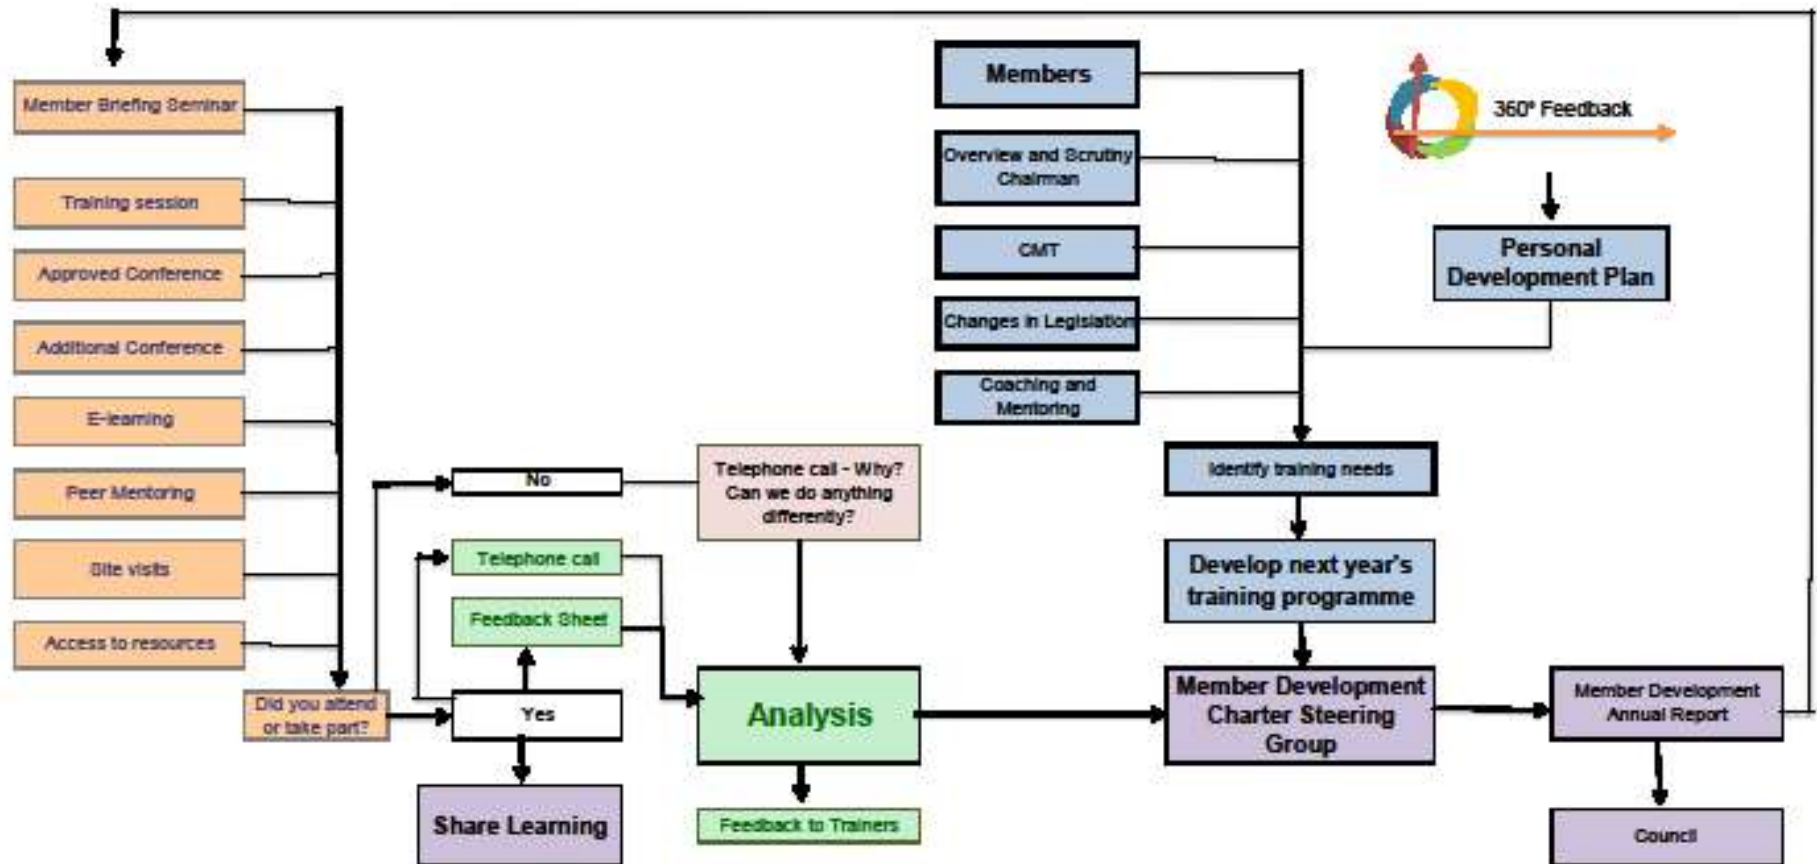 Member Briefing Seminar
Training session
Approved Conference
Additional Conference
E-learning
Peer Mentoring
Site visits
Access to resources
Did you attend
or take part?
No
Telephone call
Feedback Sheet
Yes
Share Learning
Telephone call - Why?
Can we do anything
differently?
Analysis
Feedback to Trainers
Members
Overview and Scrutiny
Chairman
CMT
Changes in Legislation
Coaching and
Mentoring
360° Feedback
Personal
Development Plan
Identify training needs
Develop next year's
training programme
Member Development
Charter Steering
Group
Member Development
Annual Report
Council